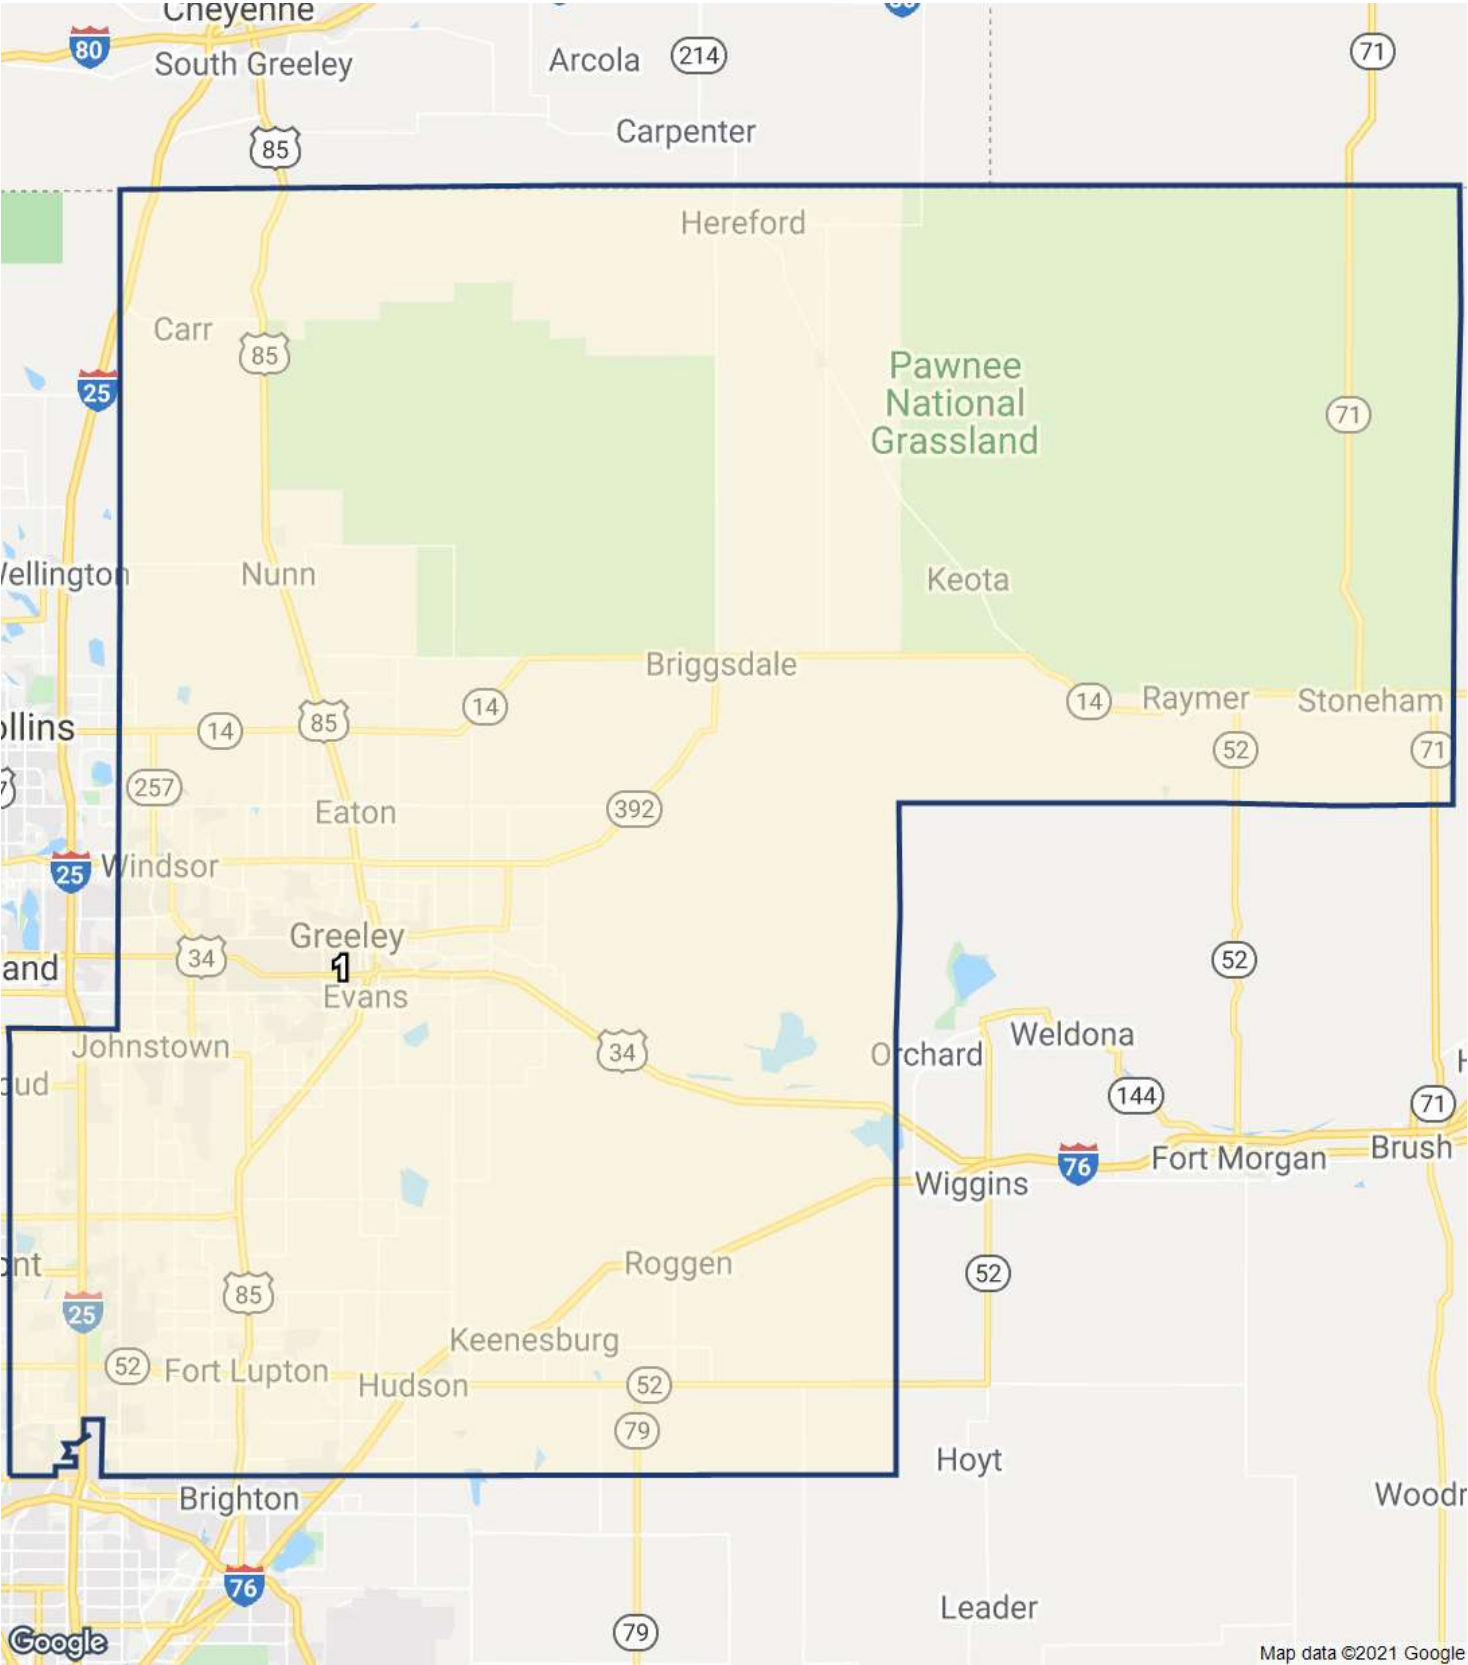 Cheyenne
80
South Greeley
Arcola
214
71
85
Carpenter
Hereford
Carr
85
25
Pawnee
National
Grassland
71
Wellington
Nunn
Keota
Briggsdale
14
14
14
Raymer
Stoneham
ollins
85
52
71
257
392
Eaton
25
Windsor
Greeley
1
34
and
Evans
52
Johnstown
34
Orchard
Weldona
oud
144
71
H
Fort Morgan
Brush
76
Wiggins
ont
Roggen
52
85
25
Keenesburg
52
Fort Lupton
Hudson
52
79
Hoyt
Brighton
Woodr
76
Leader
79
Google
Map data ©2021 Google